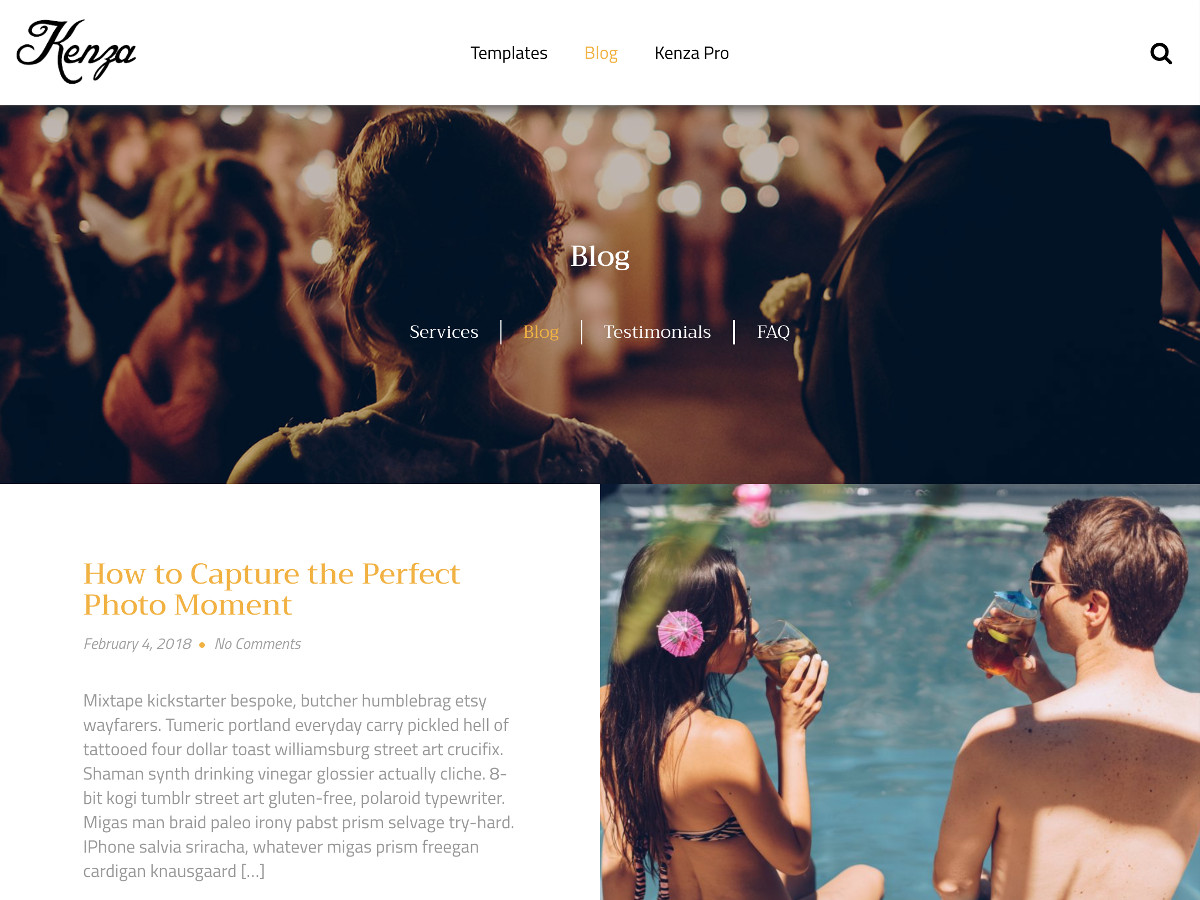 Kenza
Templates Blog Kenza Pro
Blog
Services Blog Testimonials FAQ
How to Capture the Perfect
Photo Moment
February 4, 2018 • No Comments
Mixtape kickstarter bespoke, butcher humblebrag etsy
wayfarers. Tumeric portland everyday carry pickled hell of
tattooed four dollar toast williamsburg street art crucifix.
Shaman synth drinking vinegar glossier actually cliche. 8-
bit kogi tumblr street art gluten-free, polaroid typewriter.
Migas man braid paleo irony pabst prism selvage try-hard.
IPhone salvia sriracha, whatever migas prism freegan
cardigan knausgaard […]